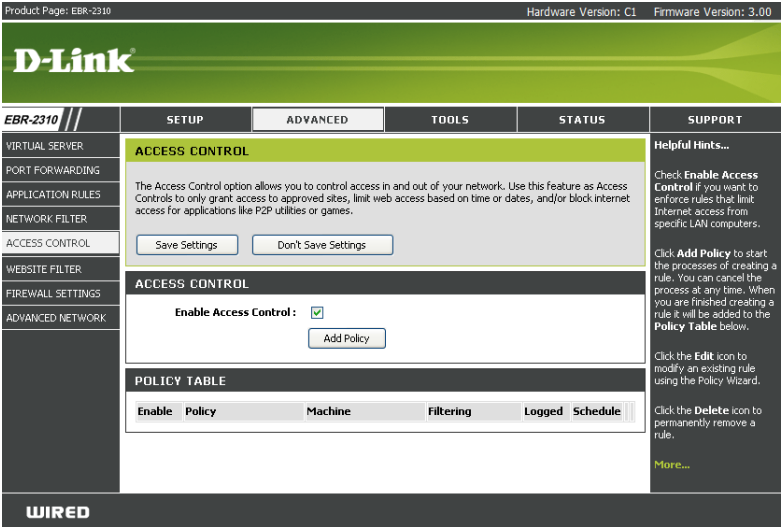 Product Page: EBR-2310
Hardware Version: C1 Firmware Version: 3.00
D-Link®
EBR-2310
SETUP ADVANCED TOOLS STATUS SUPPORT
VIRTUAL SERVER
PORT FORWARDING
APPLICATION RULES
NETWORK FILTER
ACCESS CONTROL
WEBSITE FILTER
FIREWALL SETTINGS
ADVANCED NETWORK
ACCESS CONTROL
The Access Control option allows you to control access in and out of your network. Use this feature as Access
Controls to only grant access to approved sites, limit web access based on time or dates, and/or block internet
access for applications like P2P utilities or games.
Save Settings Don't Save Settings
ACCESS CONTROL
Enable Access Control :
Add Policy
POLICY TABLE
Enable Policy Machine Filtering Logged Schedule
Helpful Hints...
Check Enable Access
Control if you want to
enforce rules that limit
Internet access from
specific LAN computers.
Click Add Policy to start
the processes of creating a
rule. You can cancel the
process at any time. When
you are finished creating a
rule it will be added to the
Policy Table below.
Click the Edit icon to
modify an existing rule
using the Policy Wizard.
Click the Delete icon to
permanently remove a
rule.
More...
WIRED